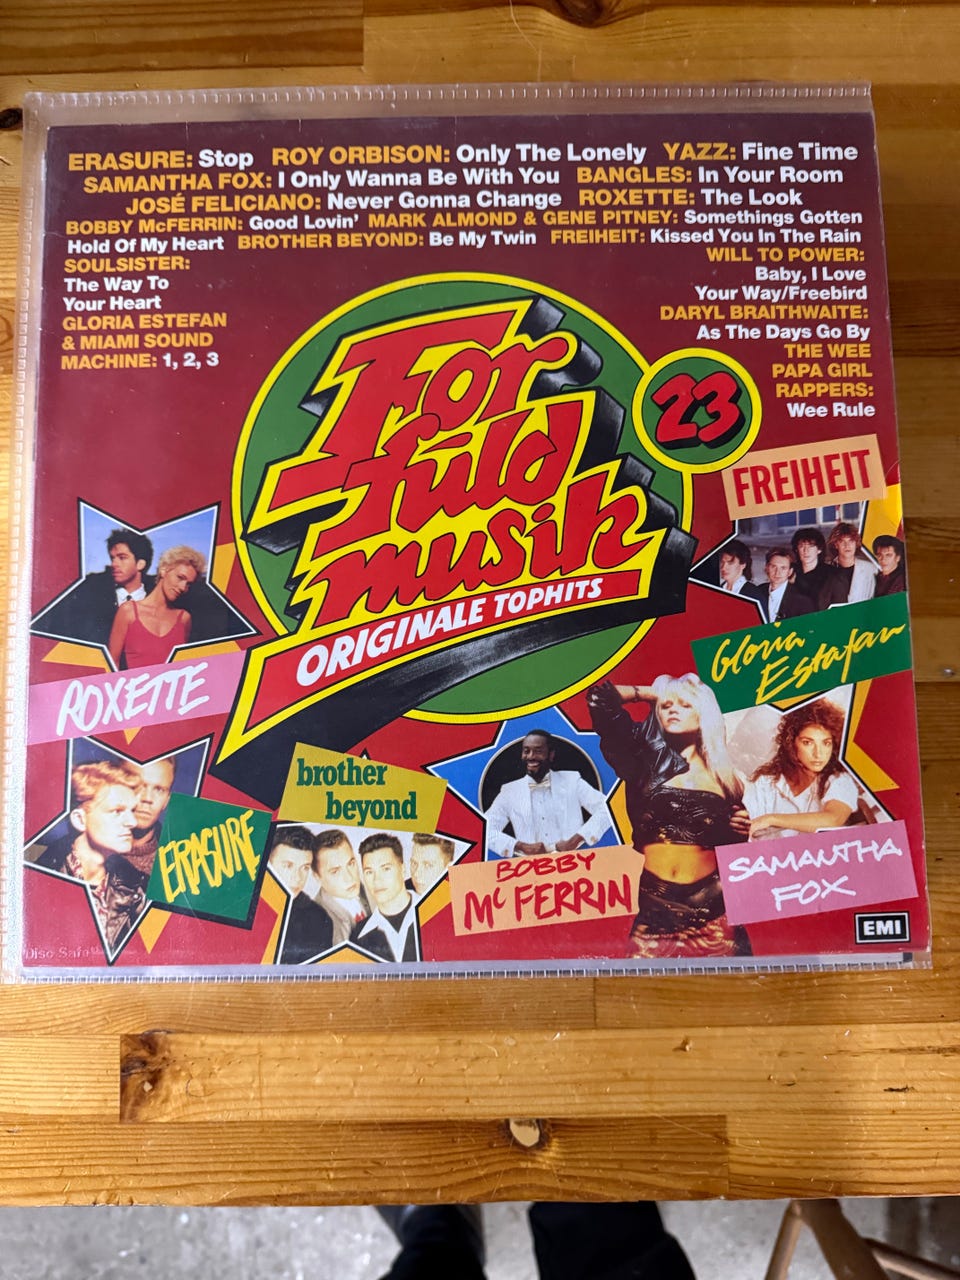 ERASURE: Stop ROY ORBISON: Only The Lonely YAZZ: Fine Time
SAMANTHA FOX: I Only Wanna Be With You BANGLES: In Your Room
JOSÉ FELICIANO: Never Gonna Change ROXETTE: The Look
BOBBY McFERRIN: Good Lovin' MARK ALMOND & GENE PITNEY: Somethings Gotten
Hold Of My Heart BROTHER BEYOND: Be My Twin FREIHEIT: Kissed You In The Rain
SOULSISTER:
The Way To
Your Heart
GLORIA ESTEFAN
& MIAMI SOUND
MACHINE: 1, 2, 3
WILL TO POWER:
Baby, I Love
Your Way/Freebird
DARYL BRAITHWAITE:
As The Days Go By
THE WEE
PAPA GIRL
RAPPERS:
Wee Rule
For
fuld
musik
23
ORIGINALE TOPHITS
FREIHEIT
ROXETTE
Gloria
Estefan
brother
beyond
ERASURE
BOBBY
McFERRIN
SAMANTHA
FOX
EMI
Disc Safe